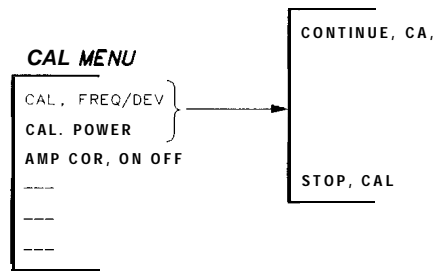 CAL MENU
CAL, FREQ/DEV
CAL. POWER
AMP COR, ON OFF
---
---
---
CONTINUE, CA,
STOP, CAL